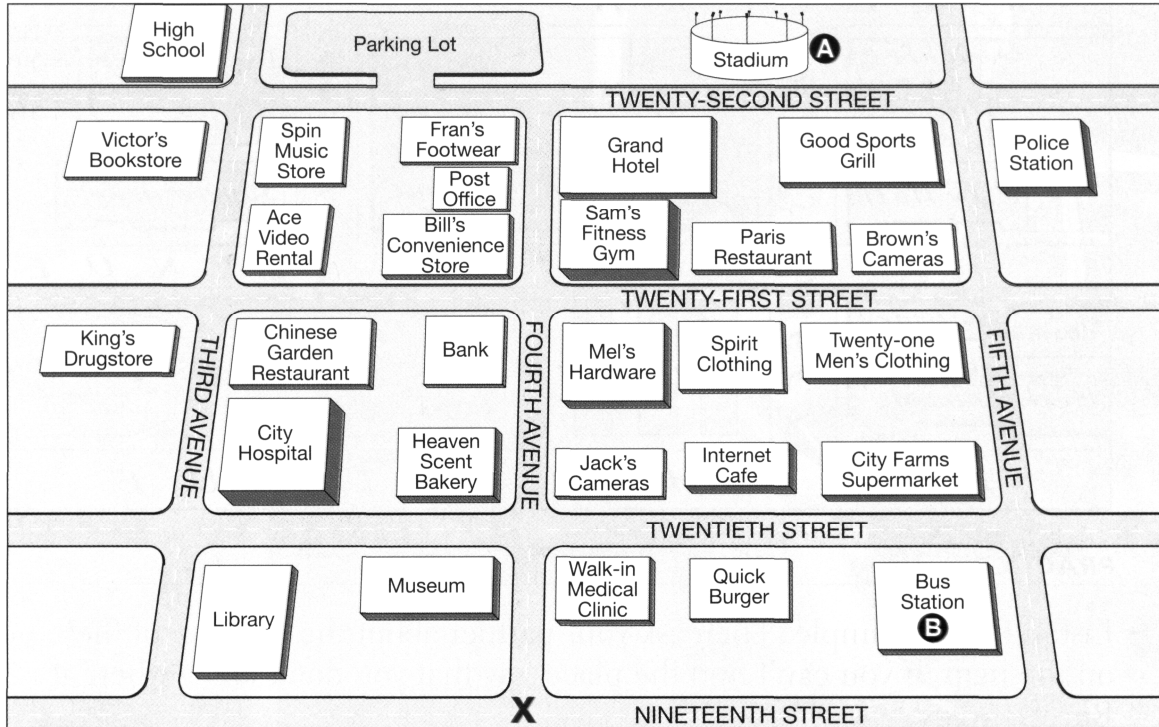 High
School
Parking Lot
Stadium
A
TWENTY-SECOND STREET
Victor's
Bookstore
Spin
Music
Store
Fran's
Footwear
Post
Office
Ace
Video
Rental
Bill's
Convenience
Store
Grand
Hotel
Good Sports
Grill
Police
Station
Sam's
Fitness
Gym
Paris
Restaurant
Brown's
Cameras
TWENTY-FIRST STREET
King's
Drugstore
THIRD AVENUE
Chinese
Garden
Restaurant
Bank
FOURTH AVENUE
Mel's
Hardware
Spirit
Clothing
Twenty-one
Men's Clothing
FIFTH AVENUE
City
Hospital
Heaven
Scent
Bakery
Jack's
Cameras
Internet
Cafe
City Farms
Supermarket
TWENTIETH STREET
Library
Museum
Walk-in
Medical
Clinic
Quick
Burger
Bus
Station
B
X
NINETEENTH STREET